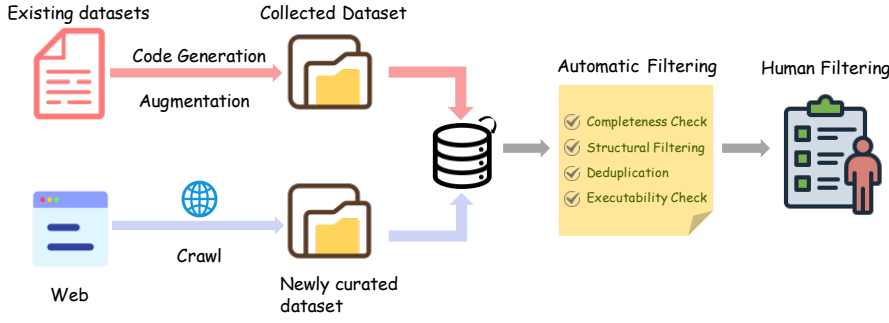 Existing datasets
Collected Dataset
Code Generation
Augmentation
Web
Crawl
Newly curated
dataset
Automatic Filtering
Completeness Check
Structural Filtering
Deduplication
Executability Check
Human Filtering